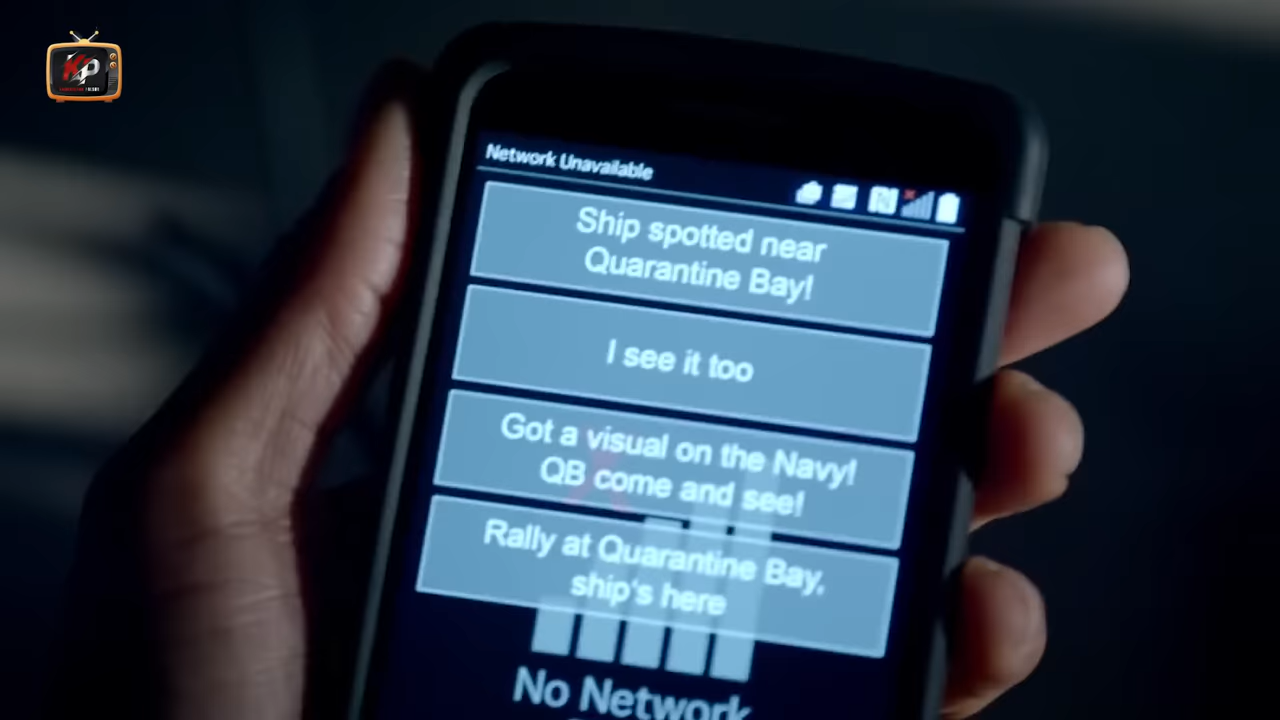 KP
Network Unavailable
Ship spotted near
Quarantine Bay!
I see it too
Got a visual on the Navy!
QB come and see!
Rally at Quarantine Bay,
ship's here
No Network